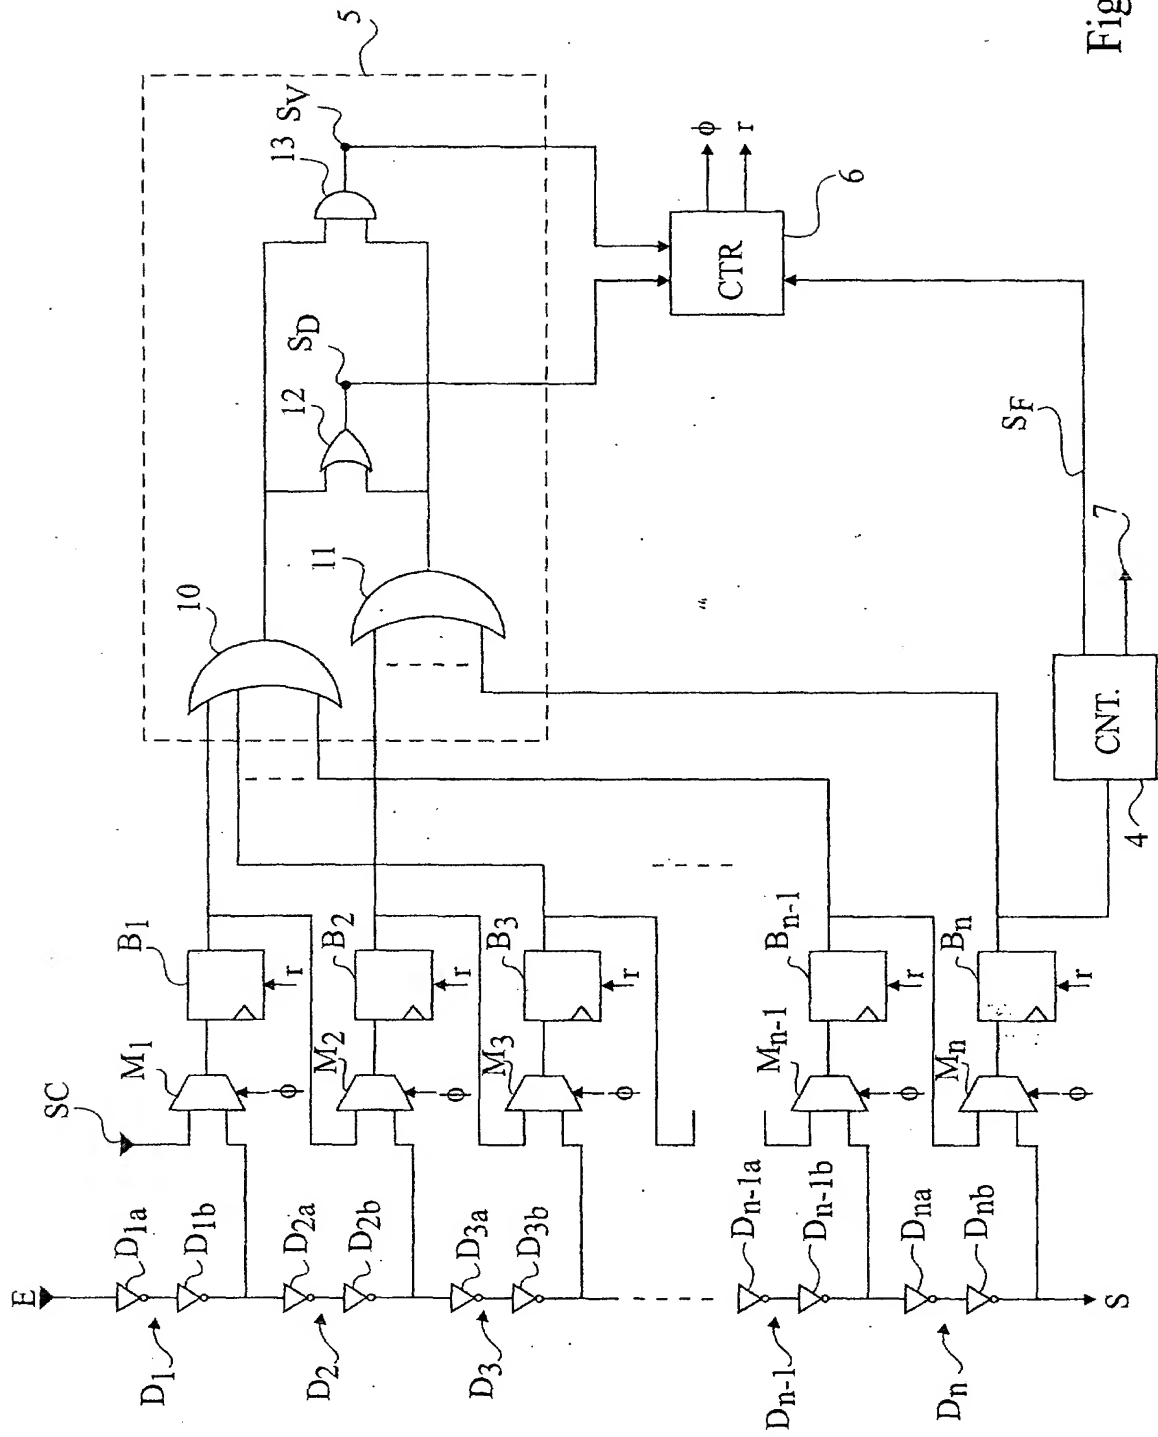 Fig
5
13
SV
12
SD
10
11
CTR
ϕ
r
6
SF
7
CNT.
4
SC
M1
B1
ϕ
r
M2
B2
ϕ
r
M3
B3
ϕ
r
Mn-1
Bn-1
ϕ
r
Mn
Bn
ϕ
r
E
D1a
D1b
D2a
D2b
D3a
D3b
Dn-1a
Dn-1b
Dna
Dnb
S
D1
D2
D3
Dn-1
Dn